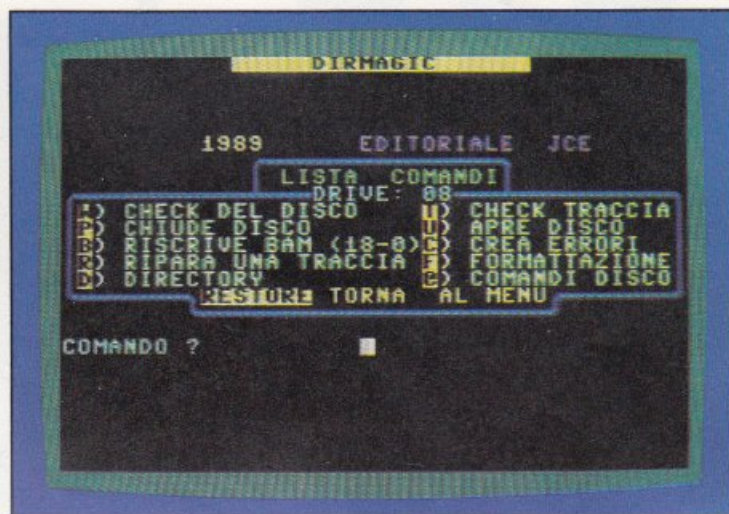 DIRMAGIC
1989 EDITORIALE JCE
LISTA COMANDI
DRIVE: 08
) CHECK DEL DISCO ) CHECK TRACCIA
) CHIUDE DISCO ) APRE DISCO
B) RISCRIVE BAM (18-0) C) CREA ERRORI
) RIPARA UNA TRACCIA F) FORMATTAZIONE
D) DIRECTORY ) COMANDI DISCO
RESTORE TORNA AL MENU
COMANDO ?